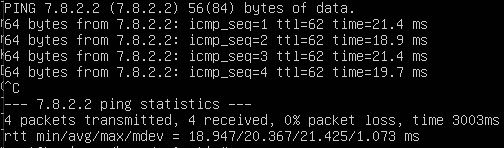 PING 7.8.2.2 (7.8.2.2) 56(84) bytes of data.
64 bytes from 7.8.2.2: icmp_seq=1 ttl=62 time=21.4 ms
64 bytes from 7.8.2.2: icmp_seq=2 ttl=62 time=18.9 ms
64 bytes from 7.8.2.2: icmp_seq=3 ttl=62 time=21.4 ms
64 bytes from 7.8.2.2: icmp_seq=4 ttl=62 time=19.7 ms
^C
--- 7.8.2.2 ping statistics ---
4 packets transmitted, 4 received, 0% packet loss, time 3003ms
rtt min/avg/max/mdev = 18.947/20.367/21.425/1.073 ms